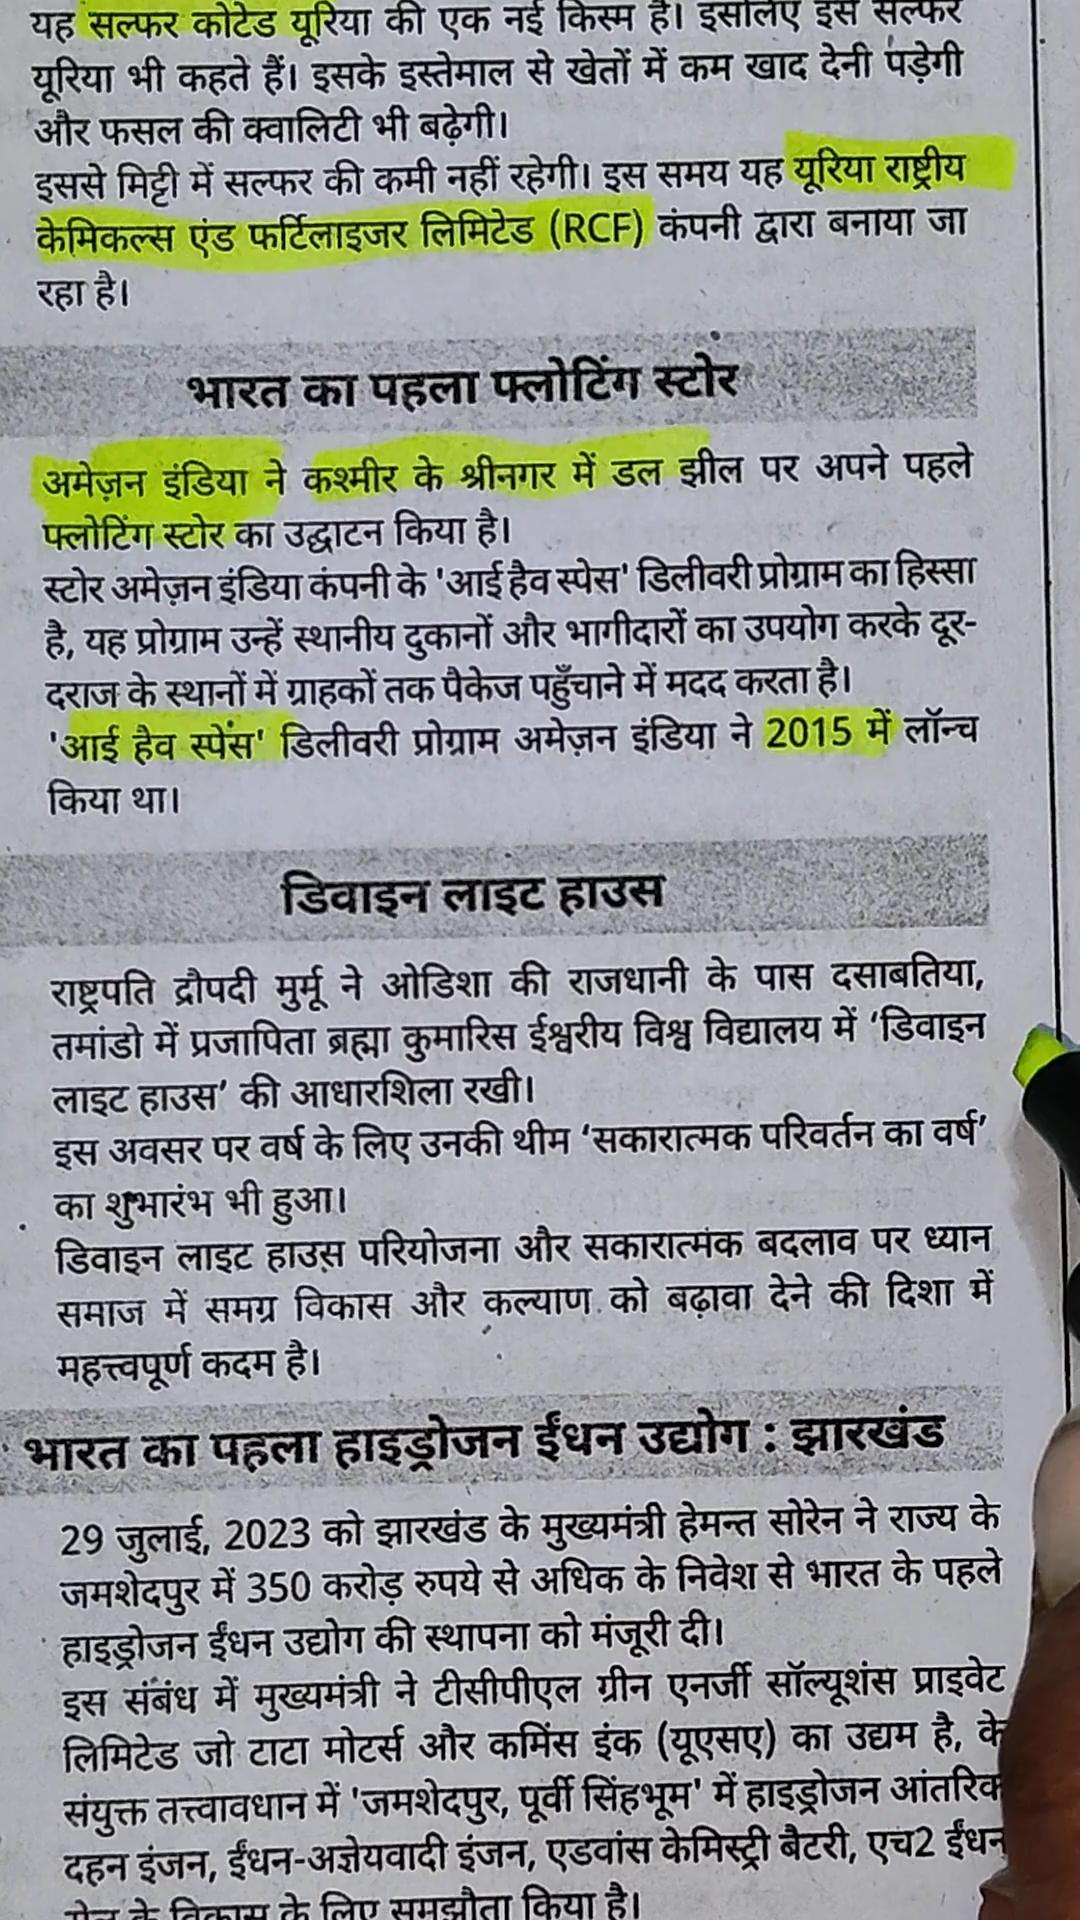 यह सल्फर कोटेड यूरिया की एक नई किस्म है। इसलिए इसे सल्फर
यूरिया भी कहते हैं। इसके इस्तेमाल से खेतों में कम खाद देनी पड़ेगी
और फसल की क्वालिटी भी बढ़ेगी।
इससे मिट्टी में सल्फर की कमी नहीं रहेगी। इस समय यह यूरिया राष्ट्रीय
केमिकल्स एंड फर्टिलाइजर लिमिटेड (RCF) कंपनी द्वारा बनाया जा
रहा है।
भारत का पहला फ्लोटिंग स्टोर
अमेज़न इंडिया ने कश्मीर के श्रीनगर में डल झील पर अपने पहले
फ्लोटिंग स्टोर का उद्घाटन किया है।
स्टोर अमेज़न इंडिया कंपनी के 'आई हैव स्पेस' डिलीवरी प्रोग्राम का हिस्सा
है, यह प्रोग्राम उन्हें स्थानीय दुकानों और भागीदारों का उपयोग करके दूर-
दराज के स्थानों में ग्राहकों तक पैकेज पहुँचाने में मदद करता है।
'आई हैव स्पेस' डिलीवरी प्रोग्राम अमेज़न इंडिया ने 2015 में लॉन्च
किया था।
डिवाइन लाइट हाउस
राष्ट्रपति द्रौपदी मुर्मू ने ओडिशा की राजधानी के पास दसाबतिया,
तमांडो में प्रजापिता ब्रह्मा कुमारिस ईश्वरीय विश्व विद्यालय में ‘डिवाइन
लाइट हाउस’ की आधारशिला रखी।
इस अवसर पर वर्ष के लिए उनकी थीम ‘सकारात्मक परिवर्तन का वर्ष’
का शुभारंभ भी हुआ।
डिवाइन लाइट हाउस परियोजना और सकारात्मक बदलाव पर ध्यान
समाज में समग्र विकास और कल्याण को बढ़ावा देने की दिशा में
महत्त्वपूर्ण कदम है।
भारत का पहला हाइड्रोजन ईंधन उद्योग : झारखंड
29 जुलाई, 2023 को झारखंड के मुख्यमंत्री हेमन्त सोरेन ने राज्य के
जमशेदपुर में 350 करोड़ रुपये से अधिक के निवेश से भारत के पहले
हाइड्रोजन ईंधन उद्योग की स्थापना को मंजूरी दी।
इस संबंध में मुख्यमंत्री ने टीसीपीएल ग्रीन एनर्जी सॉल्यूशंस प्राइवेट
लिमिटेड जो टाटा मोटर्स और कमिंस इंक (यूएसए) का उद्यम है, के
संयुक्त तत्त्वावधान में 'जमशेदपुर, पूर्वी सिंहभूम' में हाइड्रोजन आंतरिक
दहन इंजन, ईंधन-अज्ञेयवादी इंजन, एडवांस केमिस्ट्री बैटरी, एच2 ईंधन
के विकास के लिए समझौता किया है।